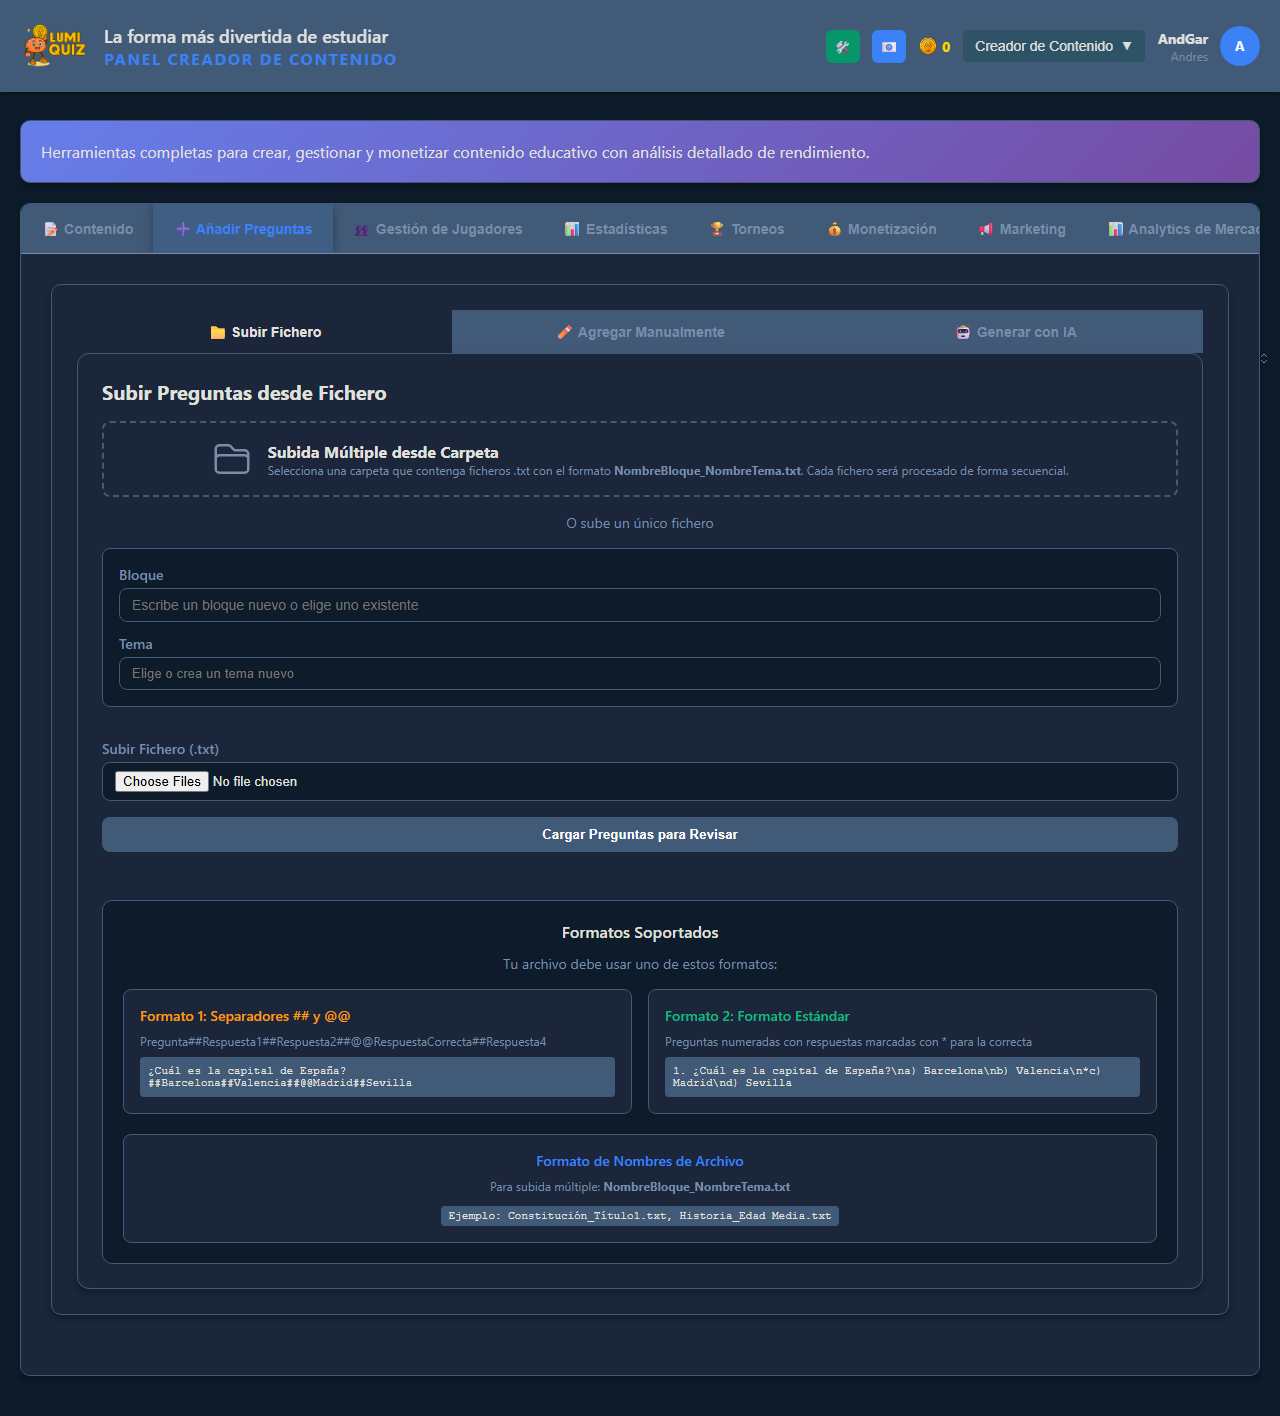 LUMI
QUIZ
La forma más divertida de estudiar
PANEL CREADOR DE CONTENIDO
0
Creador de Contenido ▼
AndGar
Andres
A
Herramientas completas para crear, gestionar y monetizar contenido educativo con análisis detallado de rendimiento.
Contenido
Añadir Preguntas
Gestión de Jugadores
Estadísticas
Torneos
Monetización
Marketing
Analytics de Mercad
Subir Fichero
Agregar Manualmente
Generar con IA
Subir Preguntas desde Fichero
Subida Múltiple desde Carpeta
Selecciona una carpeta que contenga ficheros .txt con el formato NombreBloque_NombreTema.txt. Cada fichero será procesado de forma secuencial.
O sube un único fichero
Bloque
Escribe un bloque nuevo o elige uno existente
Tema
Elige o crea un tema nuevo
Subir Fichero (.txt)
Choose Files No file chosen
Cargar Preguntas para Revisar
Formatos Soportados
Tu archivo debe usar uno de estos formatos:
Formato 1: Separadores ## y @@
Pregunta##Respuesta1##Respuesta2##@@RespuestaCorrecta##Respuesta4
¿Cuál es la capital de España?
##Barcelona##Valencia##@@Madrid##Sevilla
Formato 2: Formato Estándar
Preguntas numeradas con respuestas marcadas con * para la correcta
1. ¿Cuál es la capital de España?\na) Barcelona\nb) Valencia\n*c)
Madrid\nd) Sevilla
Formato de Nombres de Archivo
Para subida múltiple: NombreBloque_NombreTema.txt
Ejemplo: Constitución_Título1.txt, Historia_Edad Media.txt